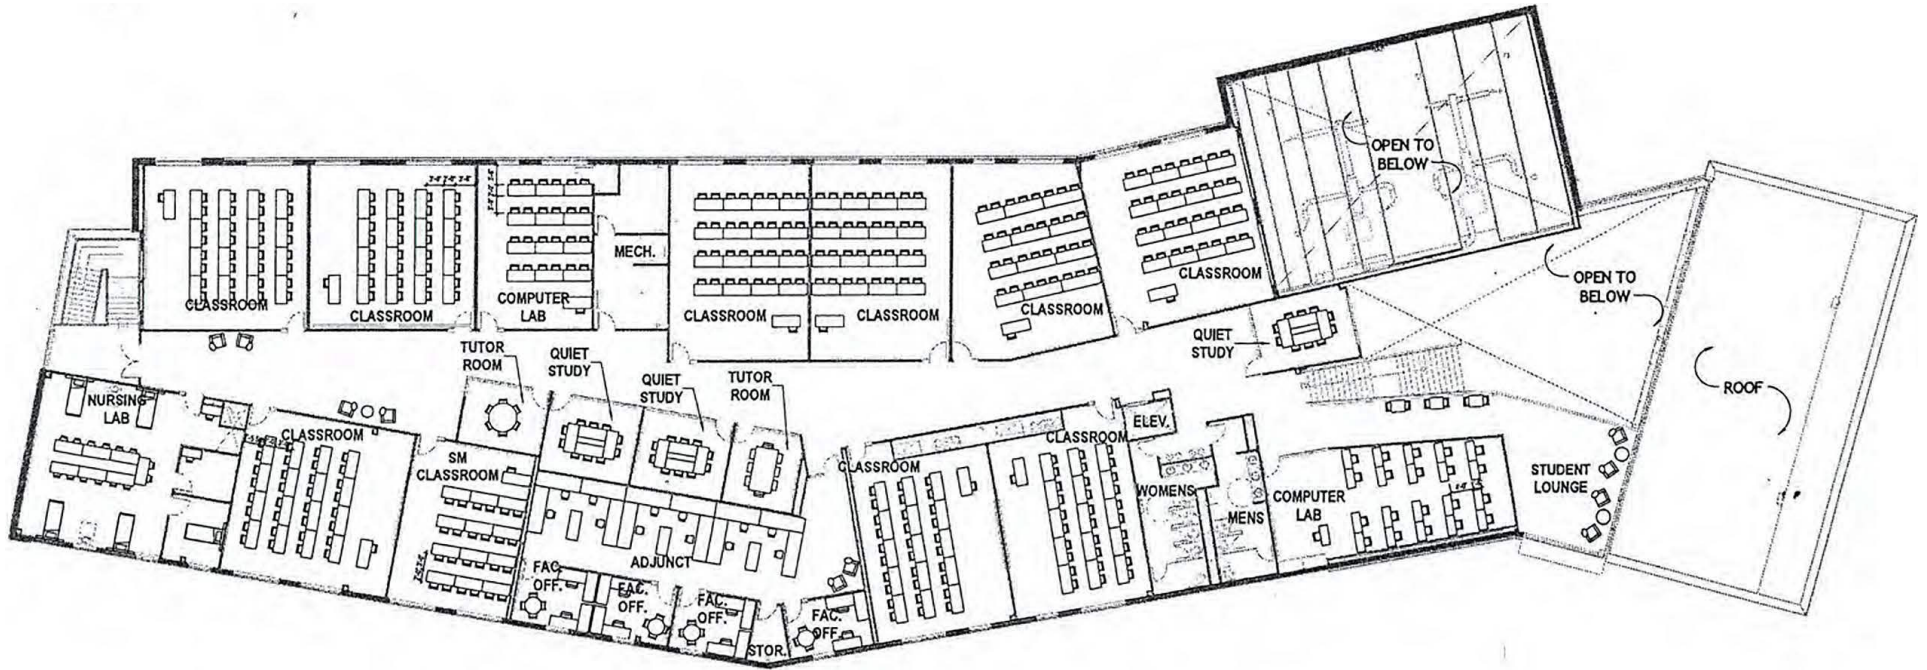 OPEN TO
BELOW
MECH.
CLASSROOM
CLASSROOM
COMPUTER
LAB
CLASSROOM
CLASSROOM
CLASSROOM
CLASSROOM
OPEN TO
BELOW
QUIET
STUDY
TUTOR
ROOM
QUIET
STUDY
QUIET
STUDY
TUTOR
ROOM
ROOF
NURSING
LAB
CLASSROOM
SM
CLASSROOM
CLASSROOM
CLASSROOM
ELEV.
WOMENS
MENS
COMPUTER
LAB
STUDENT
LOUNGE
ADJUNCT
FAC.
OFF.
FAC.
OFF.
FAC.
OFF.
FAC.
OFF.
STOR.